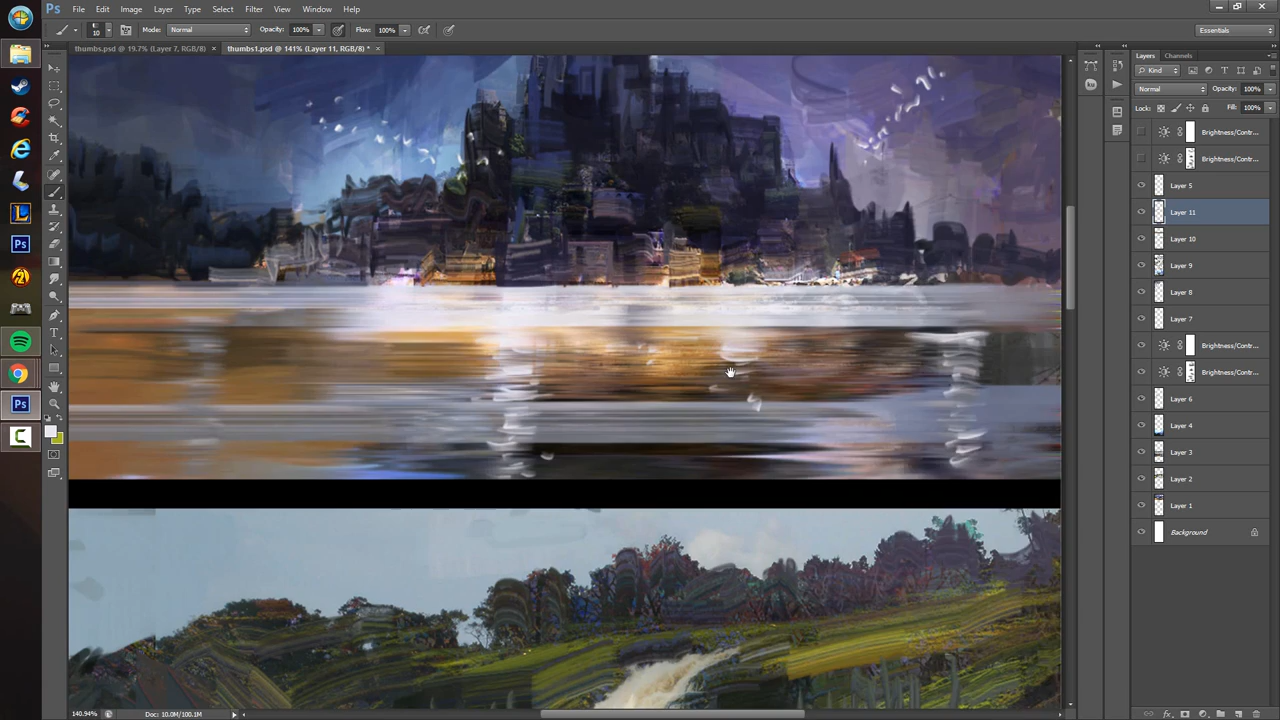 Ps File Edit Image Layer Type Select Filter View Window Help
10 Mode: Normal Opacity: 100% Flow: 100% Essentials
thumbs.psd @ 19.7% (Layer 7, RGB/8) × thumbs1.psd @ 141% (Layer 11, RGB/8) * ×
Layers Channels
Kind
Normal Opacity: 100%
Lock: Fill: 100%
Brightness/Contr...
Brightness/Contr...
Layer 5
Layer 11
Layer 10
Layer 9
Layer 8
Layer 7
Brightness/Contr...
Brightness/Contr...
Layer 6
Layer 4
Layer 3
Layer 2
Layer 1
Background
140.94% Doc: 10.0M/100.1M